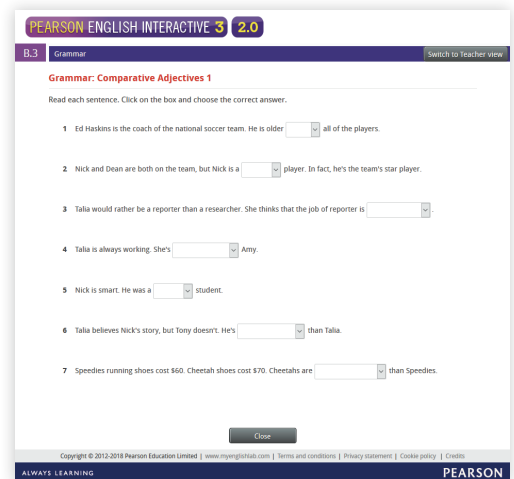 PEARSON ENGLISH INTERACTIVE 3 2.0
B.3 Grammar Switch to Teacher view
Grammar: Comparative Adjectives 1
Read each sentence. Click on the box and choose the correct answer.
1 Ed Haskins is the coach of the national soccer team. He is older all of the players.
2 Nick and Dean are both on the team, but Nick is a player. In fact, he's the team's star player.
3 Talia would rather be a reporter than a researcher. She thinks that the job of reporter is .
4 Talia is always working. She's Amy.
5 Nick is smart. He was a student.
6 Talia believes Nick's story, but Tony doesn't. He's than Talia.
7 Speedies running shoes cost $60. Cheetah shoes cost $70. Cheetahs are than Speedies.
Close
Copyright © 2012-2018 Pearson Education Limited | www.myenglishlab.com | Terms and conditions | Privacy statement | Cookie policy | Credits
ALWAYS LEARNING PEARSON